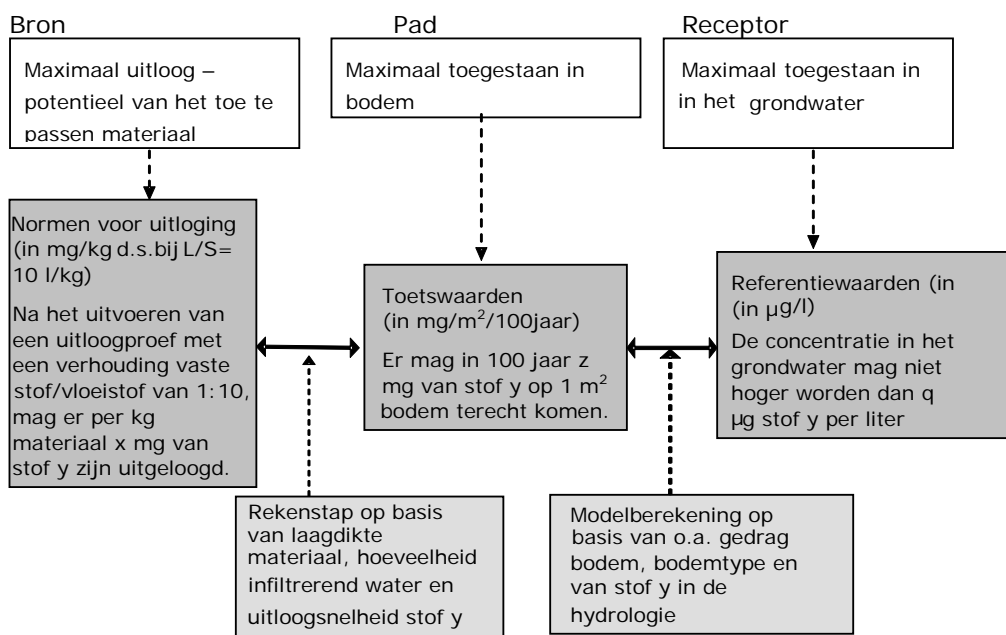 Bron
Maximaal uitloog –
potentieel van het toe te
passen materiaal
Normen voor uitloging
(in mg/kg d.s.bij L/S=
10 l/kg)
Na het uitvoeren van
een uitloogproef met
een verhouding vaste
stof/vloeistof van 1:10,
mag er per kg
materiaal x mg van
stof y zijn uitgeloogd.
Rekenstap op basis
van laagdikte
materiaal, hoeveelheid
infiltrerend water en
uitloogsnelheid stof y
Pad
Maximaal toegestaan in
bodem
Toetswaarden
(in mg/m²/100jaar)
Er mag in 100 jaar z
mg van stof y op 1 m²
bodem terecht komen.
Modelberekening op
basis van o.a. gedrag
bodem, bodemtype en
van stof y in de
hydrologie
Receptor
Maximaal toegestaan in
in het grondwater
Referentiewaarden (in
(in µg/l)
De concentratie in het
grondwater mag niet
hoger worden dan q
µg stof y per liter